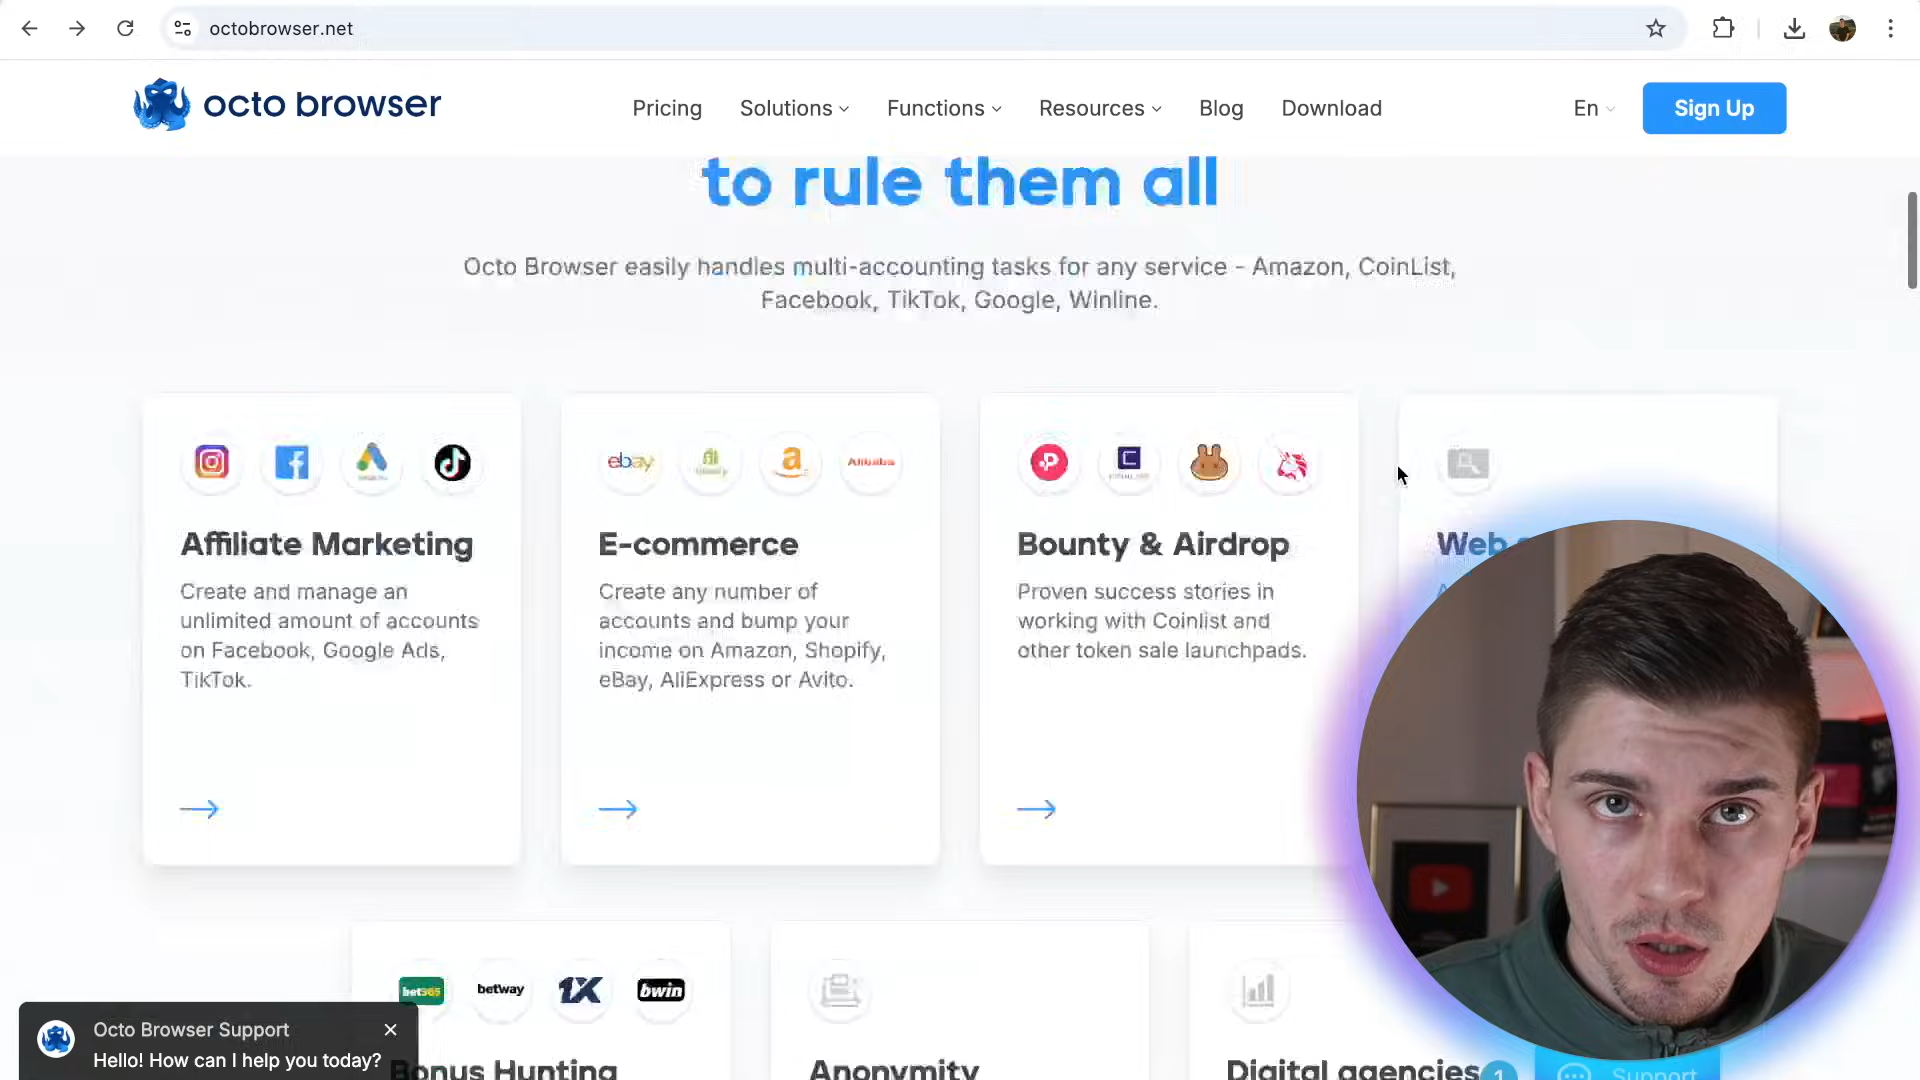 octobrowser.net
octo browser
Pricing
Solutions
Functions
Resources
Blog
Download
En
Sign Up
to rule them all
Octo Browser easily handles multi-accounting tasks for any service - Amazon, CoinList,
Facebook, TikTok, Google, Winline.
ebay
Alibaba
Affiliate Marketing
Create and manage an
unlimited amount of accounts
on Facebook, Google Ads,
TikTok.
E-commerce
Create any number of
accounts and bump your
income on Amazon, Shopify,
eBay, AliExpress or Avito.
Bounty & Airdrop
Proven success stories in
working with Coinlist and
other token sale launchpads.
Web
bet365
betway
1X
bwin
Bonus Hunting
Anonymity
Digital agencies
1
Support
Octo Browser Support
Hello! How can I help you today?